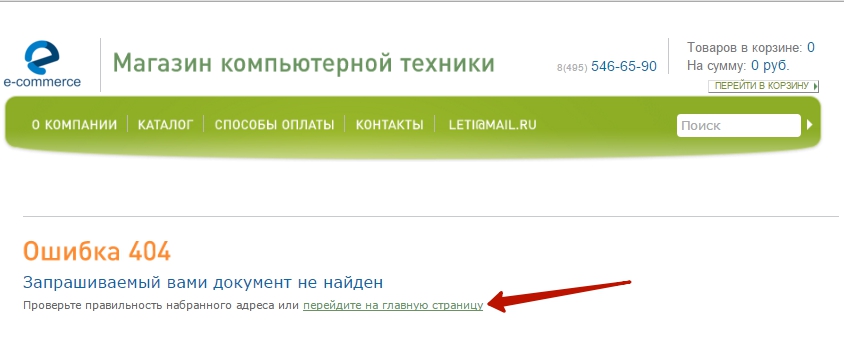 e-commerce
Магазин компьютерной техники
8(495) 546-65-90
Товаров в корзине: 0
На сумму: 0 руб.
ПЕРЕЙТИ В КОРЗИНУ
О КОМПАНИИ КАТАЛОГ СПОСОБЫ ОПЛАТЫ КОНТАКТЫ LETI@MAIL.RU Поиск
Ошибка 404
Запрашиваемый вами документ не найден
Проверьте правильность набранного адреса или перейдите на главную страницу